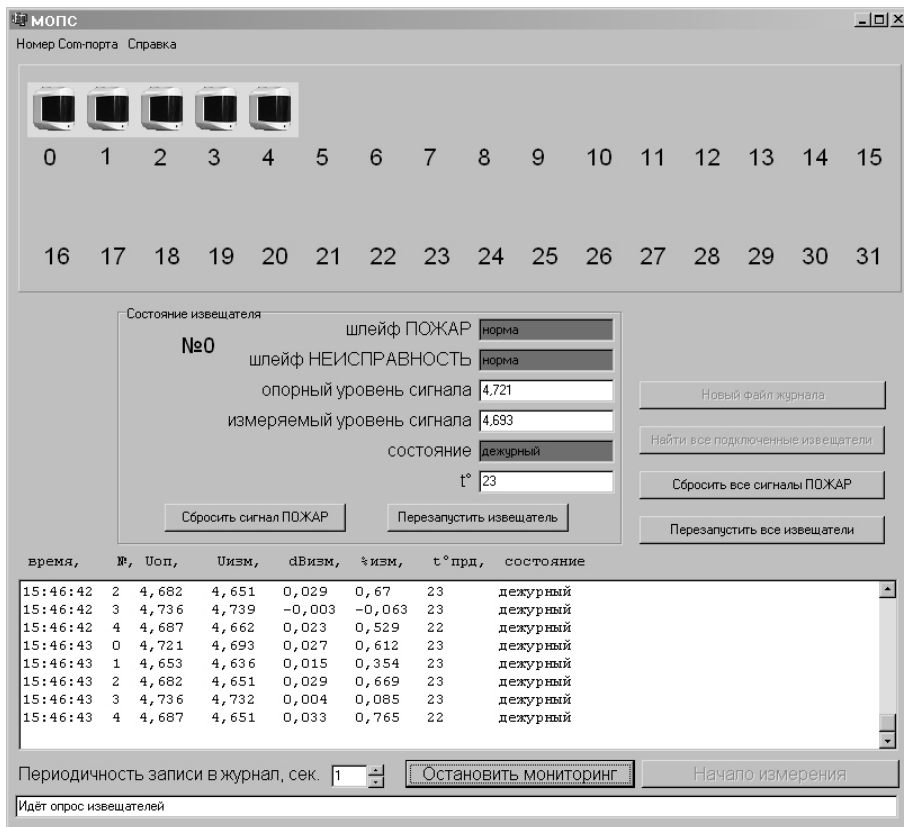 МОПС
Номер Com-порта Справка
0 1 2 3 4 5 6 7 8 9 10 11 12 13 14 15
16 17 18 19 20 21 22 23 24 25 26 27 28 29 30 31
Состояние извещателя
№0
шлейф ПОЖАР норма
шлейф НЕИСПРАВНОСТЬ норма
опорный уровень сигнала 4,721
измеряемый уровень сигнала 4,693
состояние дежурный
t° 23
Сбросить сигнал ПОЖАР Перезапустить извещатель
Новый файл журнала
Найти все подключенные извещатели
Сбросить все сигналы ПОЖАР
Перезапустить все извещатели
время, №, Uоп, Uизм, dBизм, %изм, t°прд, состояние
15:46:42 2 4,682 4,651 0,029 0,67 23 дежурный
15:46:42 3 4,736 4,739 -0,003 -0,063 23 дежурный
15:46:42 4 4,687 4,662 0,023 0,529 22 дежурный
15:46:43 0 4,721 4,693 0,027 0,612 23 дежурный
15:46:43 1 4,653 4,636 0,015 0,354 23 дежурный
15:46:43 2 4,682 4,651 0,029 0,669 23 дежурный
15:46:43 3 4,736 4,732 0,004 0,085 23 дежурный
15:46:43 4 4,687 4,651 0,033 0,765 22 дежурный
Периодичность записи в журнал, сек. 1 Остановить мониторинг Начало измерения
Идёт опрос извещателей